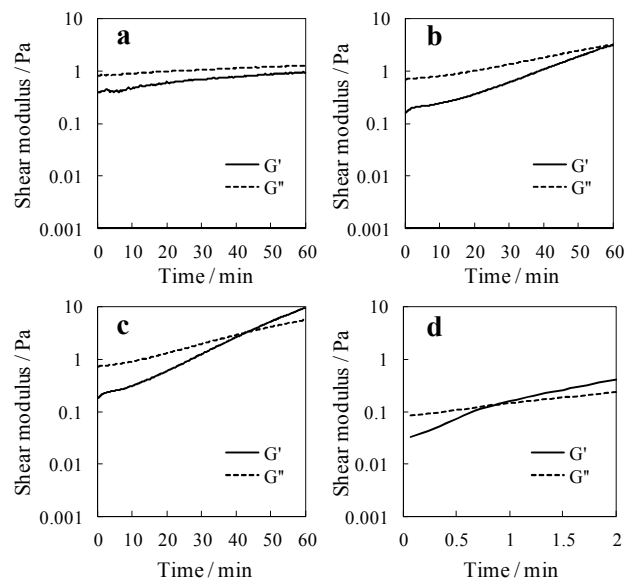 a
Shear modulus / Pa
10
1
0.1
0.01
0.001
G'
G"
0 10 20 30 40 50 60
Time / min
b
Shear modulus / Pa
10
1
0.1
0.01
0.001
G'
G"
0 10 20 30 40 50 60
Time / min
c
Shear modulus / Pa
10
1
0.1
0.01
0.001
G'
G"
0 10 20 30 40 50 60
Time / min
d
Shear modulus / Pa
10
1
0.1
0.01
0.001
G'
G"
0 0.5 1 1.5 2
Time / min